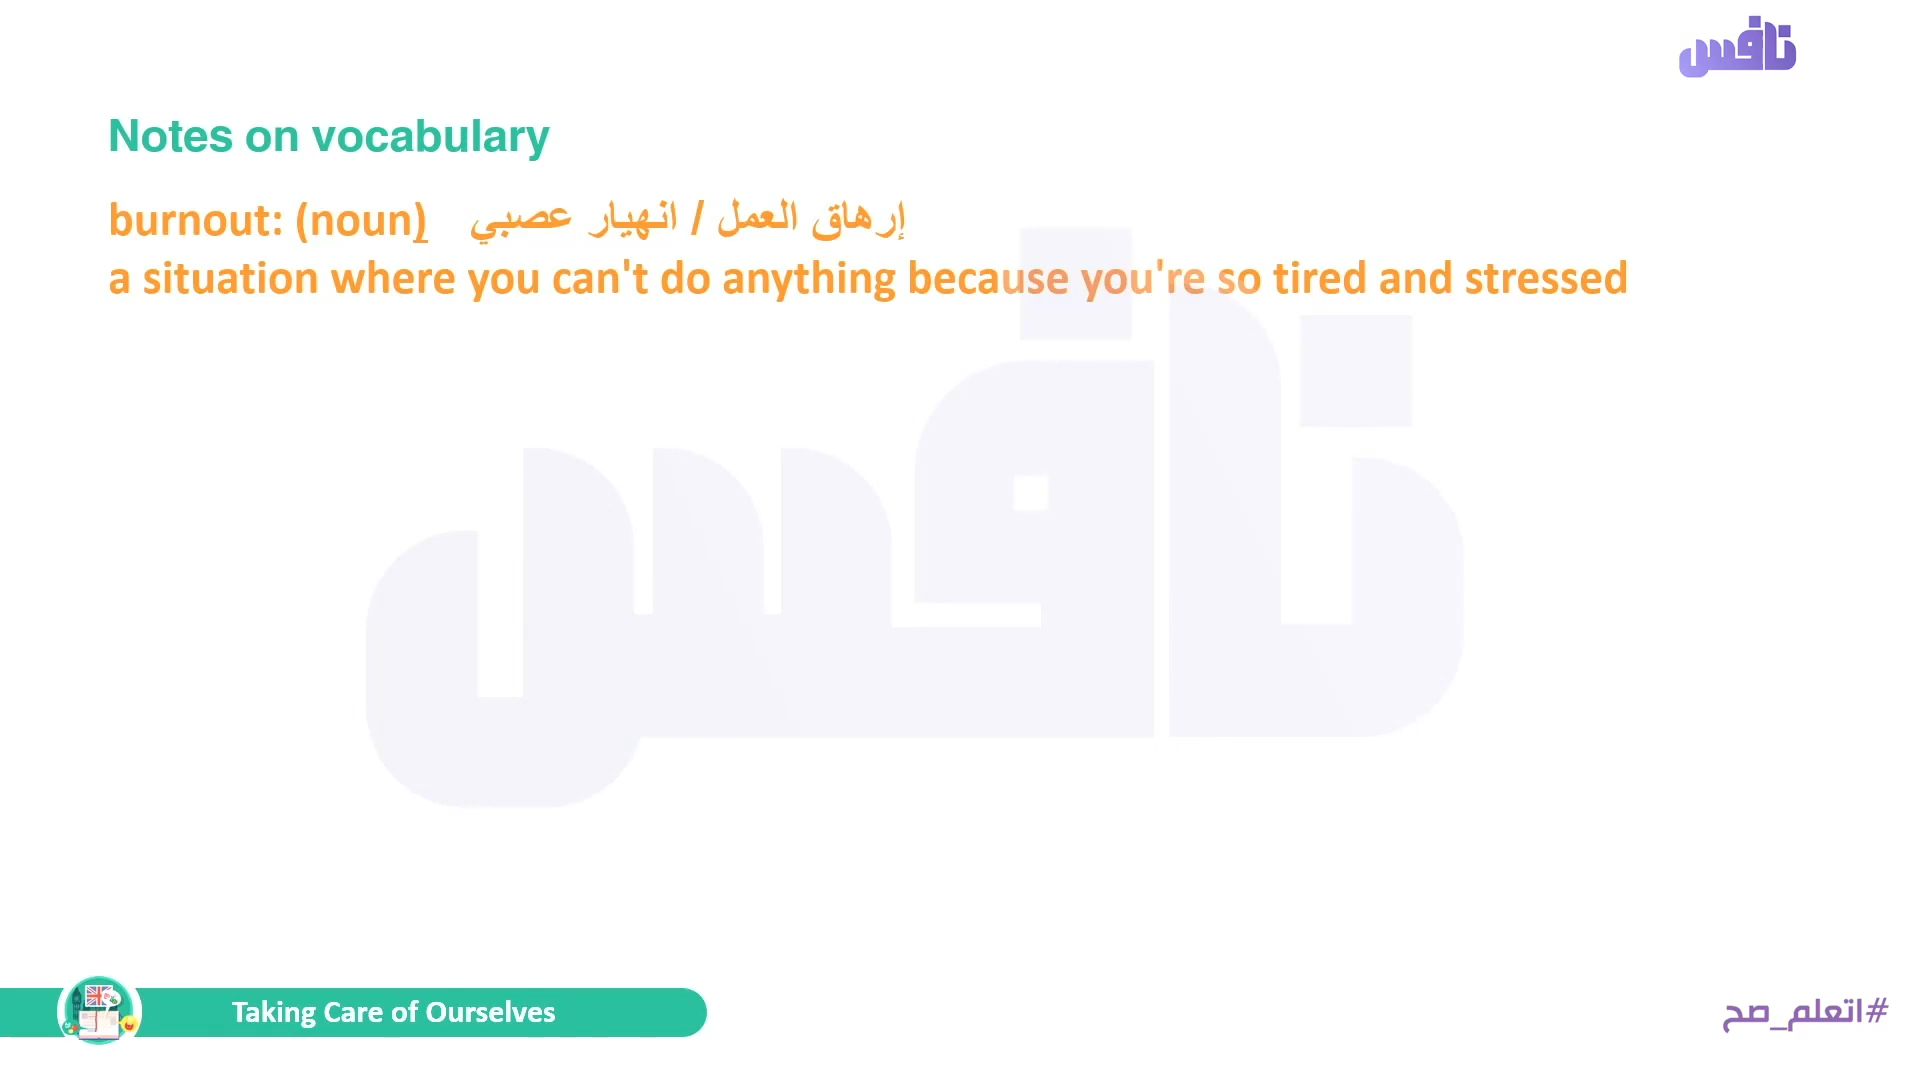 نافس
Notes on vocabulary
burnout: (noun) إرهاق العمل / انهيار عصبي
a situation where you can't do anything because you're so tired and stressed
نافس
Taking Care of Ourselves
#اتعلم_صح